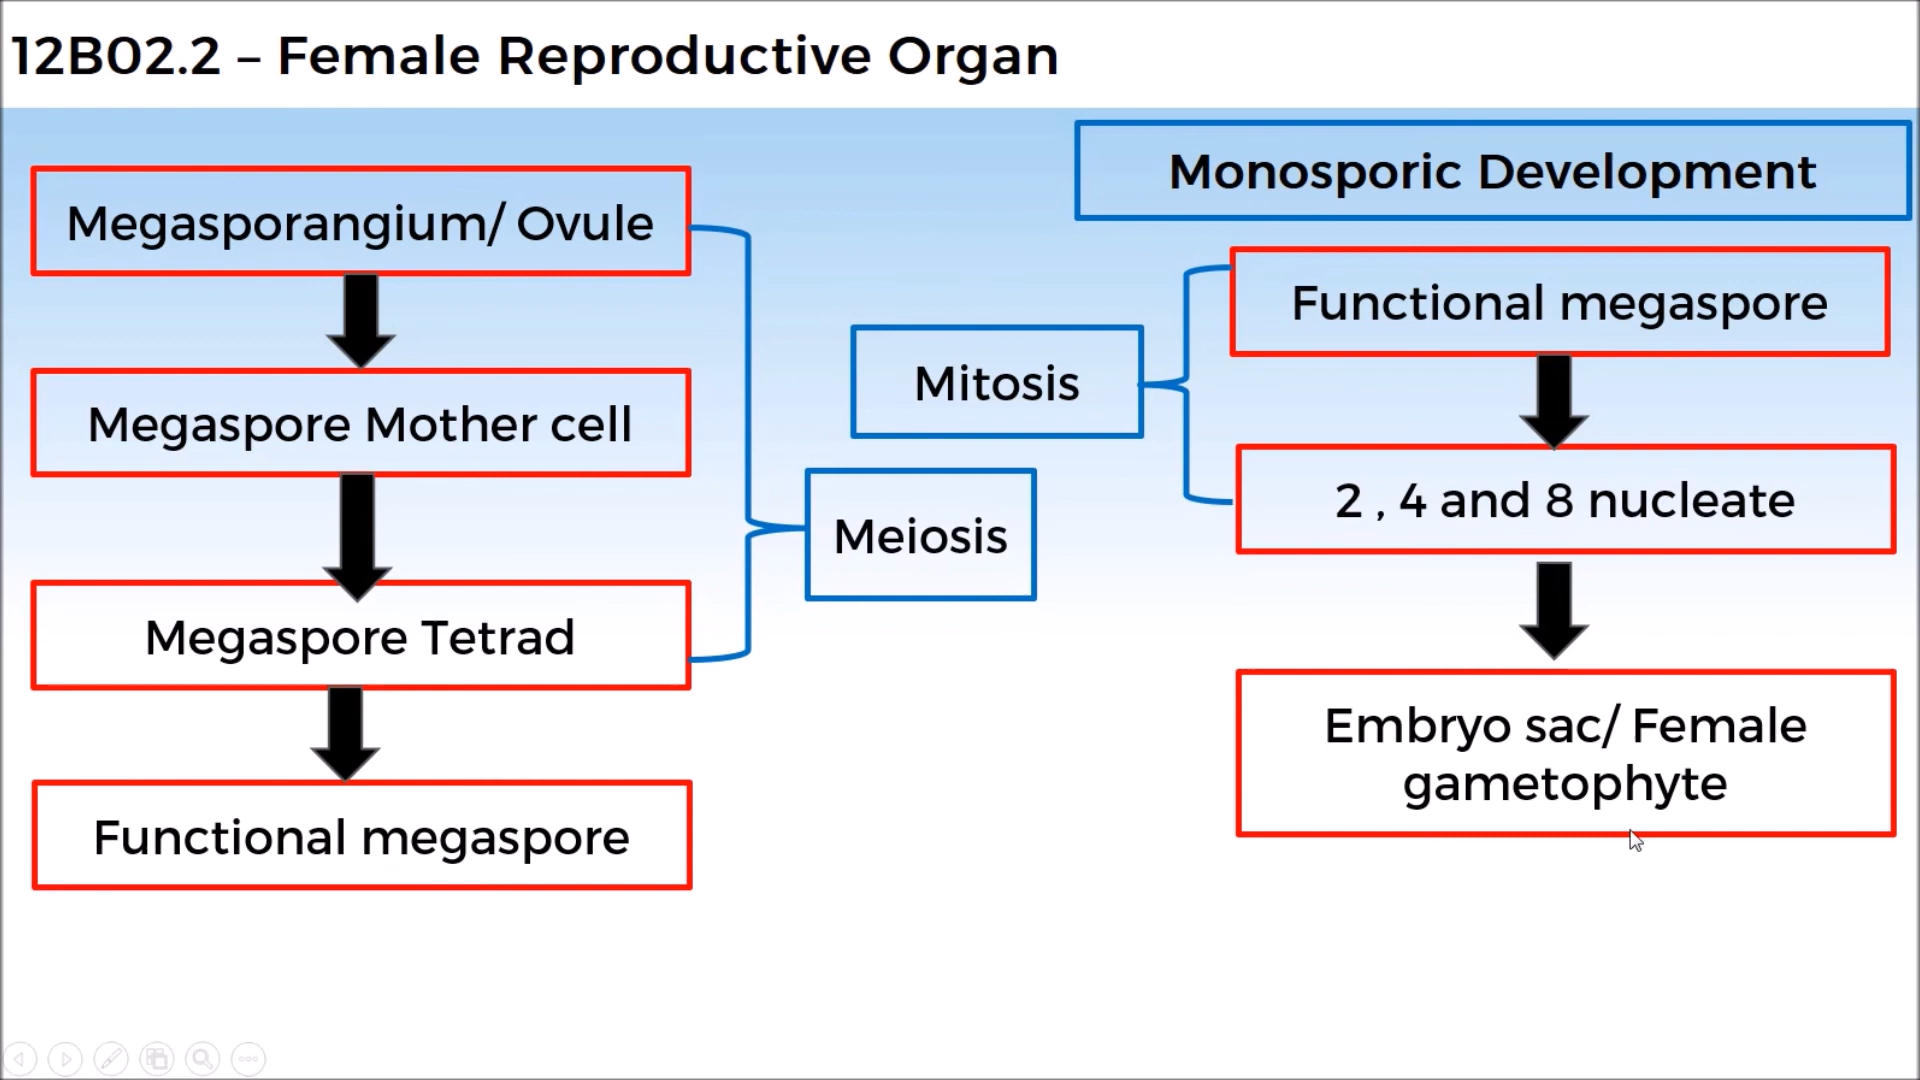 12B02.2 – Female Reproductive Organ
Megasporangium/ Ovule
Megaspore Mother cell
Megaspore Tetrad
Functional megaspore
Meiosis
Mitosis
Monosporic Development
Functional megaspore
2 , 4 and 8 nucleate
Embryo sac/ Female
gametophyte